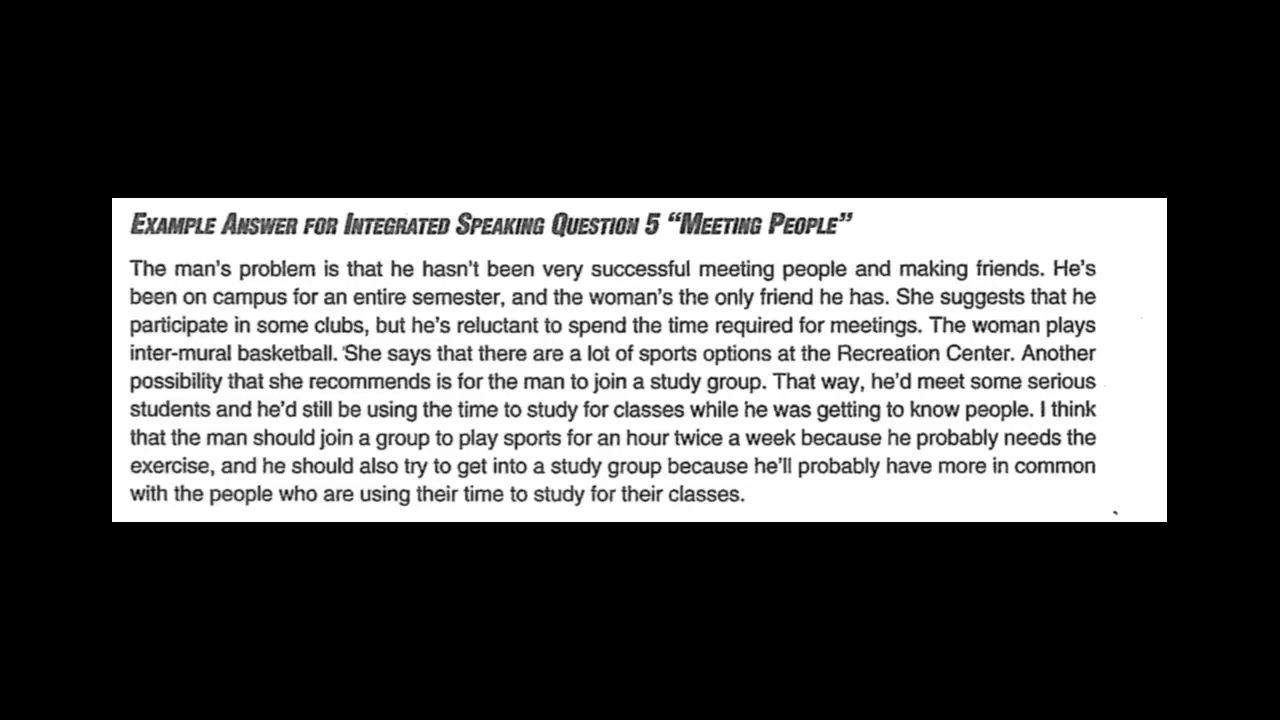 EXAMPLE ANSWER FOR INTEGRATED SPEAKING QUESTION 5 “MEETING PEOPLE”
The man's problem is that he hasn't been very successful meeting people and making friends. He's
been on campus for an entire semester, and the woman's the only friend he has. She suggests that he
participate in some clubs, but he's reluctant to spend the time required for meetings. The woman plays
inter-mural basketball. She says that there are a lot of sports options at the Recreation Center. Another
possibility that she recommends is for the man to join a study group. That way, he'd meet some serious
students and he'd still be using the time to study for classes while he was getting to know people. I think
that the man should join a group to play sports for an hour twice a week because he probably needs the
exercise, and he should also try to get into a study group because he'll probably have more in common
with the people who are using their time to study for their classes.